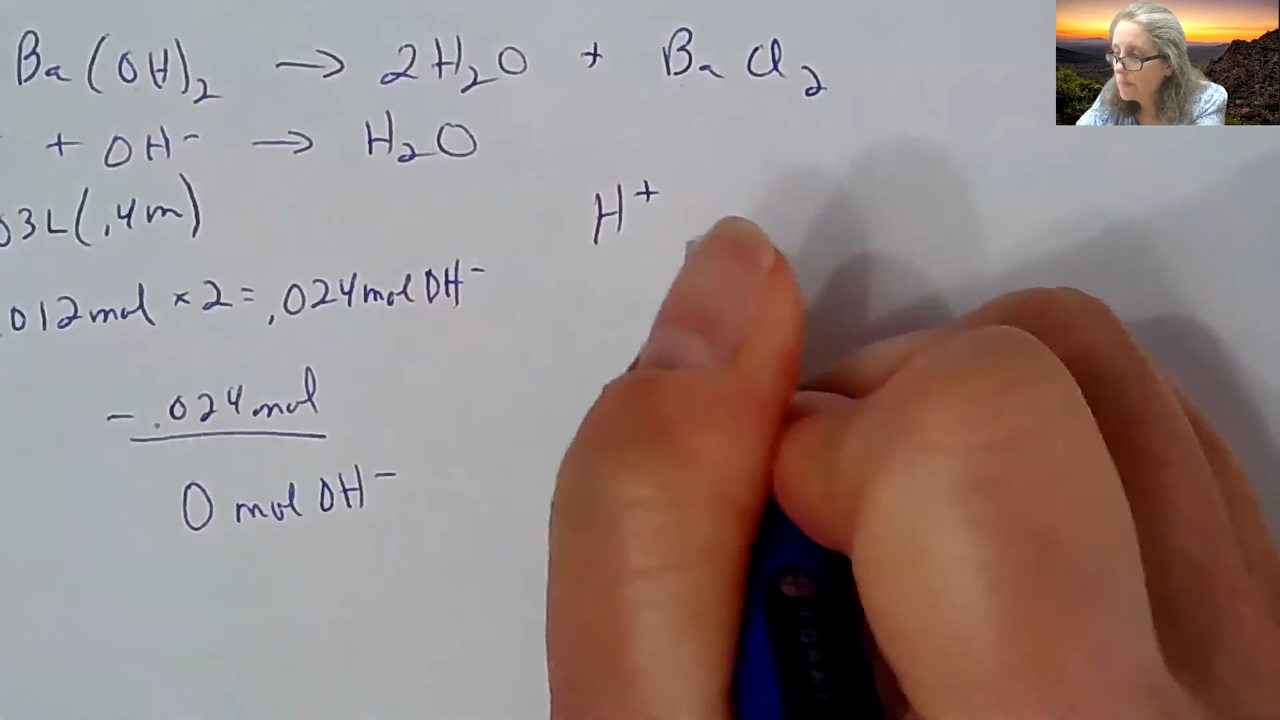 Ba(OH)₂ → 2H₂O + BaCl₂
+ OH⁻ → H₂O
03L(.4m)
H⁺
.012mol × 2 = .024mol OH⁻
- .024mol
0 mol OH⁻